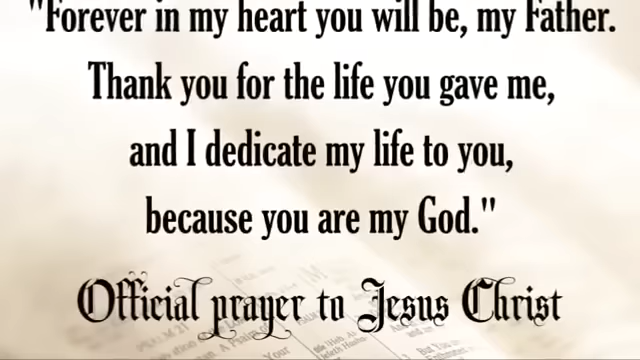 "Forever in my heart you will be, my Father.
Thank you for the life you gave me,
and I dedicate my life to you,
because you are my God."
Official prayer to Jesus Christ